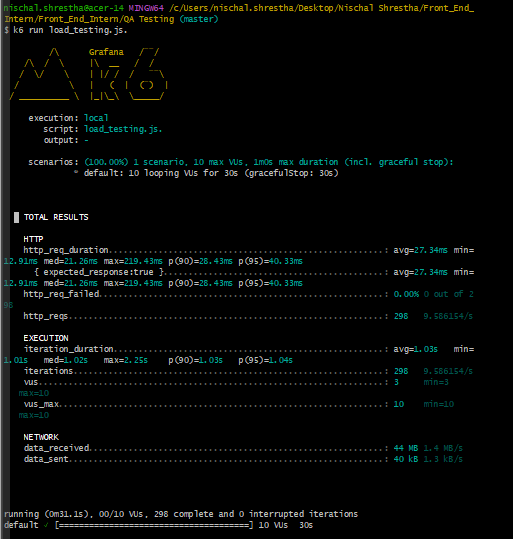 nischal.shrestha@acer-14 MINGW64 /c/Users/nischal.shrestha/Desktop/Nischal Shrestha/Front_End_
Intern/Front_End_Intern/QA Testing (master)
$ k6 run load_testing.js.
Grafana
execution: local
script: load_testing.js.
output: -
scenarios: (100.00%) 1 scenario, 10 max VUs, 1m0s max duration (incl. graceful stop):
* default: 10 looping VUs for 30s (gracefulStop: 30s)
TOTAL RESULTS
HTTP
http_req_duration.......................................................: avg=27.34ms min=
12.91ms med=21.26ms max=219.43ms p(90)=28.43ms p(95)=40.33ms
{ expected_response:true }............................................: avg=27.34ms min=
12.91ms med=21.26ms max=219.43ms p(90)=28.43ms p(95)=40.33ms
http_req_failed.........................................................: 0.00% 0 out of 2
98
http_reqs...............................................................: 298 9.586154/s
EXECUTION
iteration_duration......................................................: avg=1.03s min=
1.01s med=1.02s max=2.25s p(90)=1.03s p(95)=1.04s
iterations..............................................................: 298 9.586154/s
vus.....................................................................: 3 min=3
max=10
vus_max.................................................................: 10 min=10
max=10
NETWORK
data_received...........................................................: 44 MB 1.4 MB/s
data_sent...............................................................: 40 kB 1.3 kB/s
running (0m31.1s), 00/10 VUs, 298 complete and 0 interrupted iterations
default ✓ [======================================] 10 VUs 30s